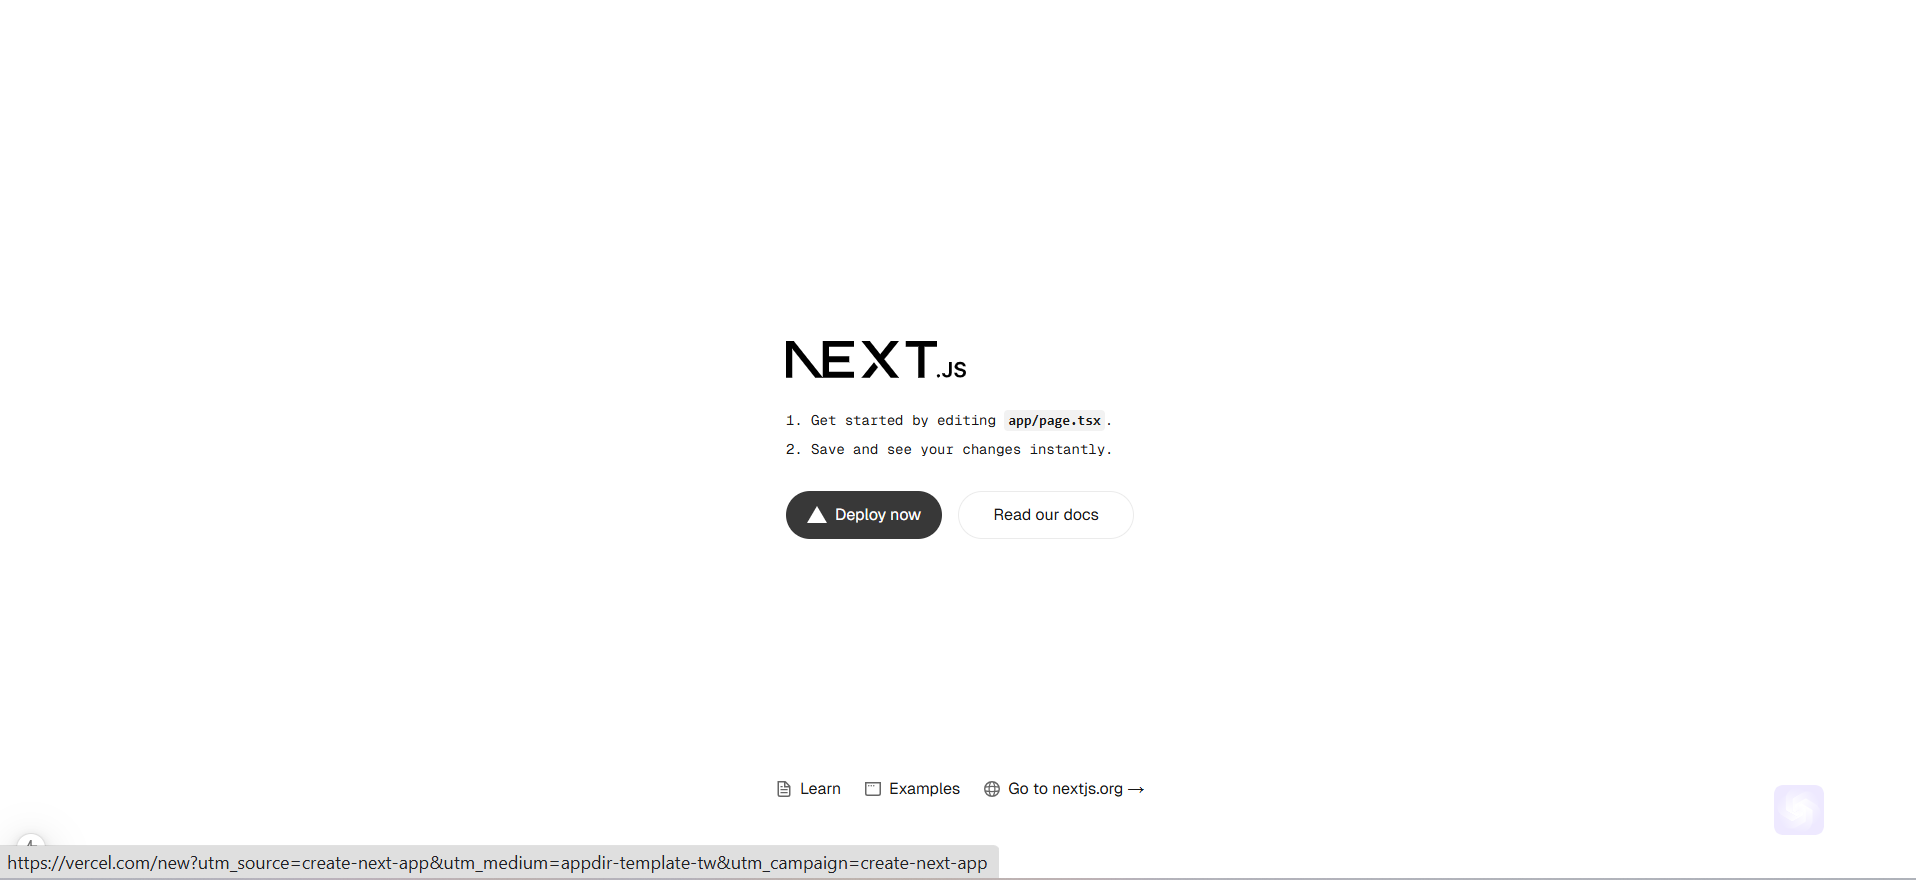 NEXT.JS
1. Get started by editing app/page.tsx.
2. Save and see your changes instantly.
Deploy now Read our docs
Learn Examples Go to nextjs.org →
https://vercel.com/new?utm_source=create-next-app&utm_medium=appdir-template-tw&utm_campaign=create-next-app